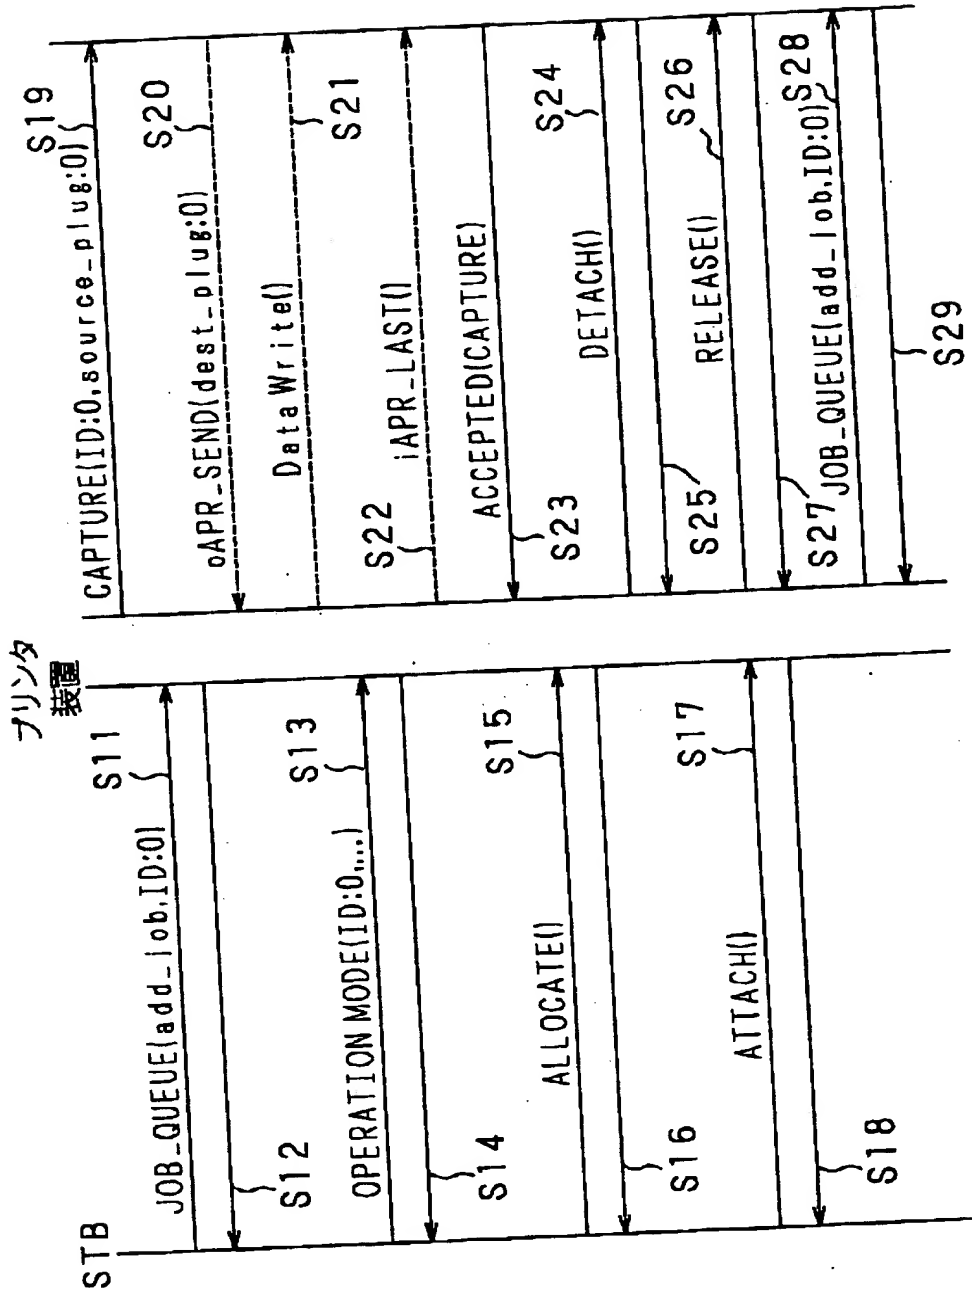 STB
プリンタ
装置
JOB_QUEUE(add_job,ID:0)
S11
S12
OPERATION MODE(ID:0,...)
S13
S14
ALLOCATE()
S15
S16
ATTACH()
S17
S18
CAPTURE(ID:0,source_plug:0)
S19
oAPR_SEND(dest_plug:0)
S20
DataWrite()
S21
iAPR_LAST()
S22
ACCEPTED(CAPTURE)
S23
DETACH()
S24
S25
RELEASE()
S26
S27
JOB_QUEUE(add_job,ID:0)
S28
S29